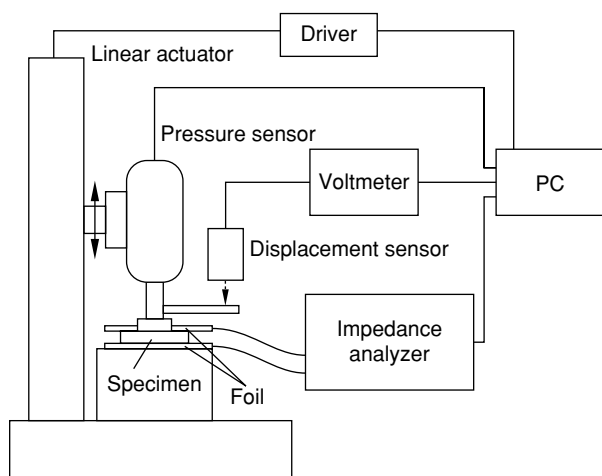 Driver
Linear actuator
Pressure sensor
Voltmeter
PC
Displacement sensor
Impedance
analyzer
Specimen
Foil